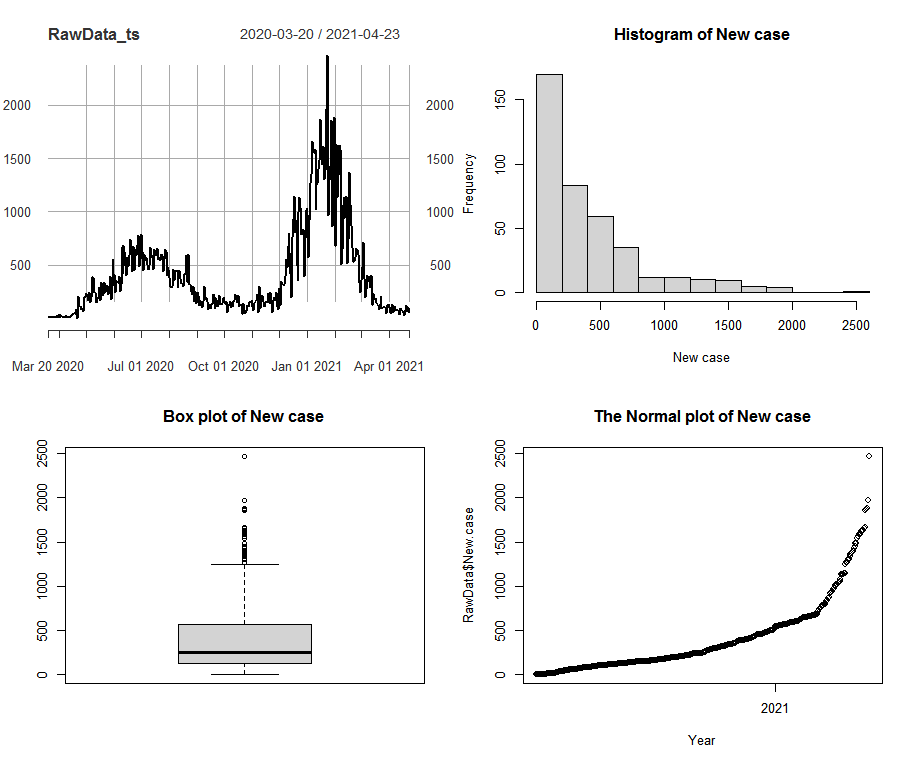 RawData_ts 2020-03-20 / 2021-04-23
2000 2000
1500 1500
1000 1000
500 500
Mar 20 2020 Jul 01 2020 Oct 01 2020 Jan 01 2021 Apr 01 2021
Histogram of New case
Frequency
150
100
50
0
0 500 1000 1500 2000 2500
New case
Box plot of New case
2500
2000
1500
1000
500
0
The Normal plot of New case
RawData$New.case
2500
2000
1500
1000
500
0
2021
Year